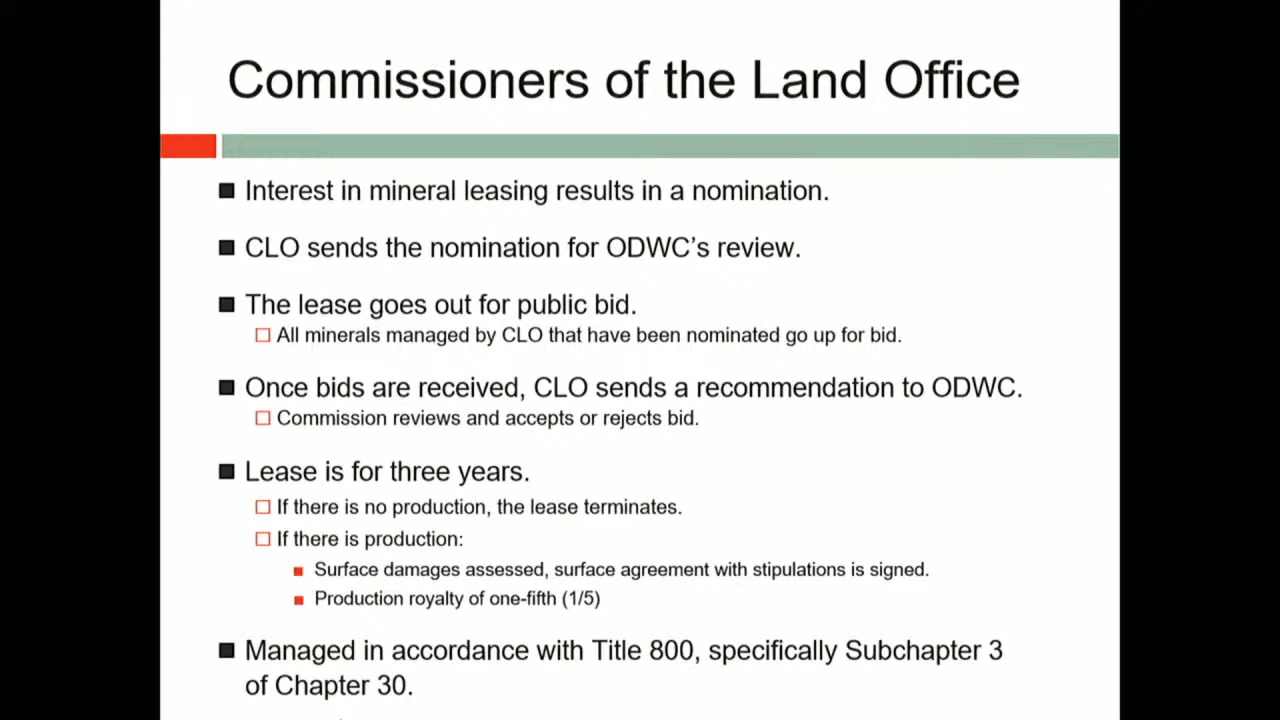 Commissioners of the Land Office
Interest in mineral leasing results in a nomination.
CLO sends the nomination for ODWC's review.
The lease goes out for public bid.
All minerals managed by CLO that have been nominated go up for bid.
Once bids are received, CLO sends a recommendation to ODWC.
Commission reviews and accepts or rejects bid.
Lease is for three years.
If there is no production, the lease terminates.
If there is production:
Surface damages assessed, surface agreement with stipulations is signed.
Production royalty of one-fifth (1/5)
Managed in accordance with Title 800, specifically Subchapter 3
of Chapter 30.